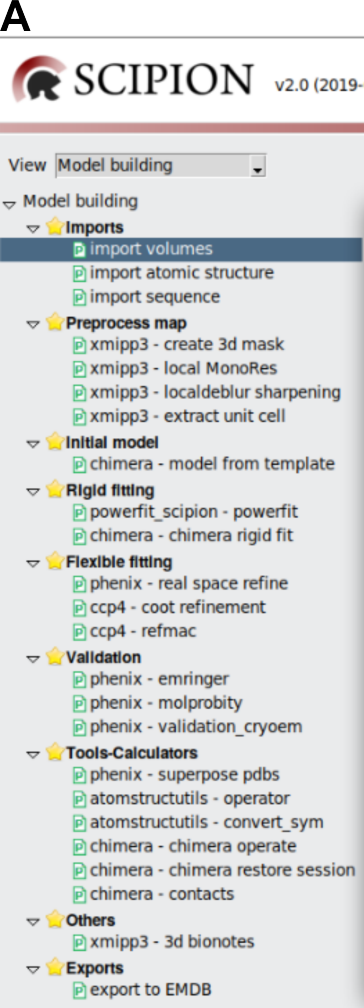 A
SCIPION v2.0 (2019-
View Model building
Model building
Imports
import volumes
import atomic structure
import sequence
Preprocess map
xmipp3 - create 3d mask
xmipp3 - local MonoRes
xmipp3 - localdeblur sharpening
xmipp3 - extract unit cell
Initial model
chimera - model from template
Rigid fitting
powerfit_scipion - powerfit
chimera - chimera rigid fit
Flexible fitting
phenix - real space refine
ccp4 - coot refinement
ccp4 - refmac
Validation
phenix - emringer
phenix - molprobity
phenix - validation_cryoem
Tools-Calculators
phenix - superpose pdbs
atomstructutils - operator
atomstructutils - convert_sym
chimera - chimera operate
chimera - chimera restore session
chimera - contacts
Others
xmipp3 - 3d bionotes
Exports
export to EMDB